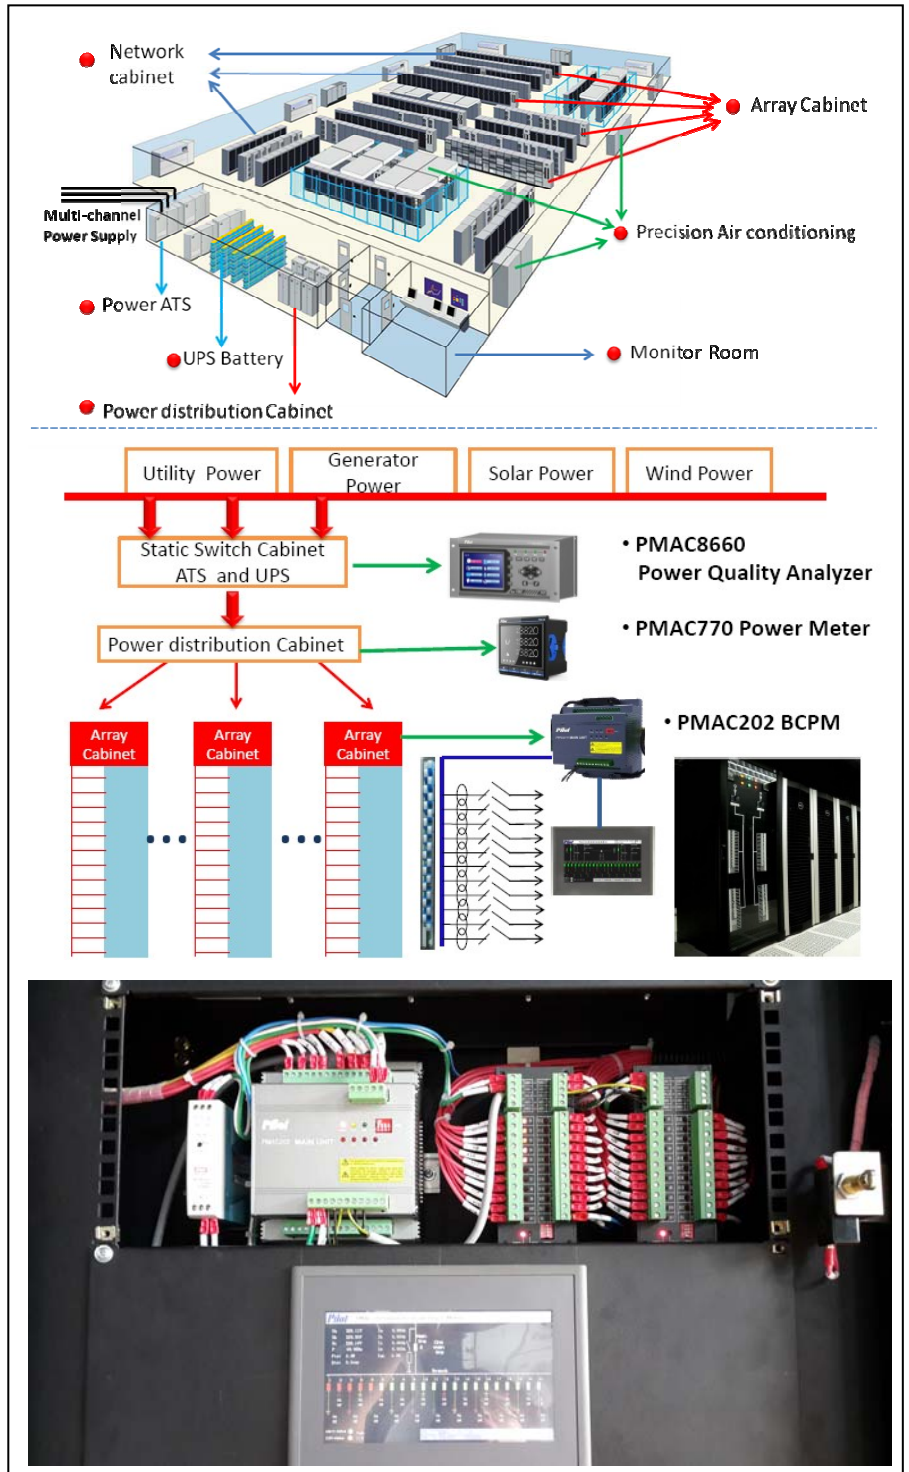 Network
cabinet
Array Cabinet
Multi-channel
Power Supply
Precision Air conditioning
Power ATS
UPS Battery
Monitor Room
Power distribution Cabinet
Utility Power
Generator
Power
Solar Power
Wind Power
Static Switch Cabinet
ATS and UPS
• PMAC8660
Power Quality Analyzer
Power distribution Cabinet
• PMAC770 Power Meter
Array
Cabinet
Array
Cabinet
Array
Cabinet
• PMAC202 BCPM
Pilot
Pilot
MAIN UNIT
Pilot